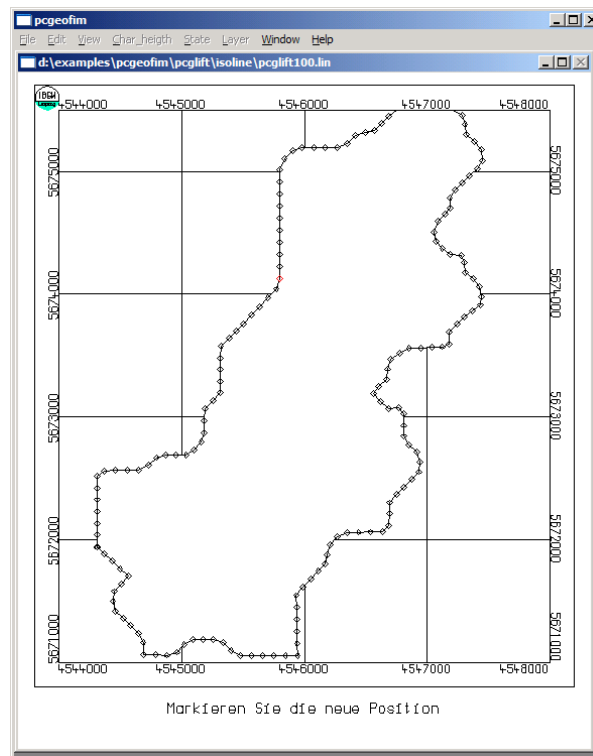 pcgeofim
File Edit View Char_heigth State Layer Window Help
d:\examples\pcgeofim\pcglift\isoline\pcglift100.lin
IBGW
Leipzig
4544000 4545000 4546000 4547000 4548000
5675000 5675000
5674000 5674000
5673000 5673000
5672000 5672000
5671000 5671000
4544000 4545000 4546000 4547000 4548000
Markieren Sie die neue Position